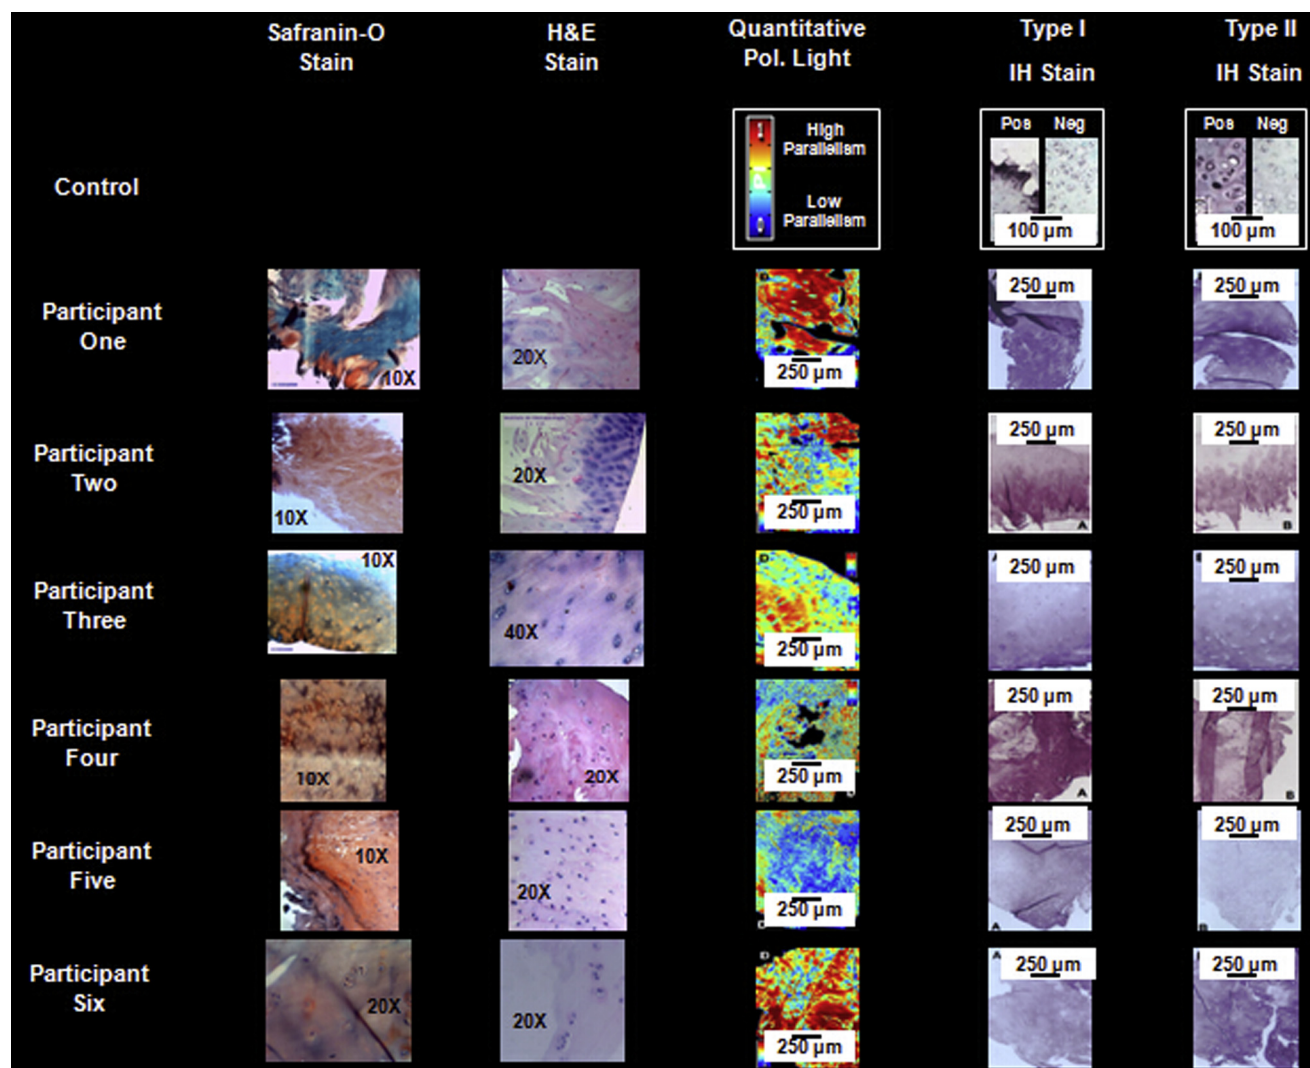 Safranin-O
Stain
H&E
Stain
Quantitative
Pol. Light
Type I
IH Stain
Type II
IH Stain
Control
1
P
0
High
Parallelism
Low
Parallelism
Pos Neg
100 µm
Pos Neg
100 µm
Participant
One
10X
20X
D
250 µm
250 µm
250 µm
Participant
Two
10X
20X
250 µm
250 µm
A
250 µm
B
Participant
Three
10X
40X
D
250 µm
250 µm
250 µm
Participant
Four
10X
20X
250 µm
250 µm
A
250 µm
B
Participant
Five
10X
20X
250 µm
250 µm
A
250 µm
B
Participant
Six
20X
20X
D
250 µm
A
250 µm
250 µm